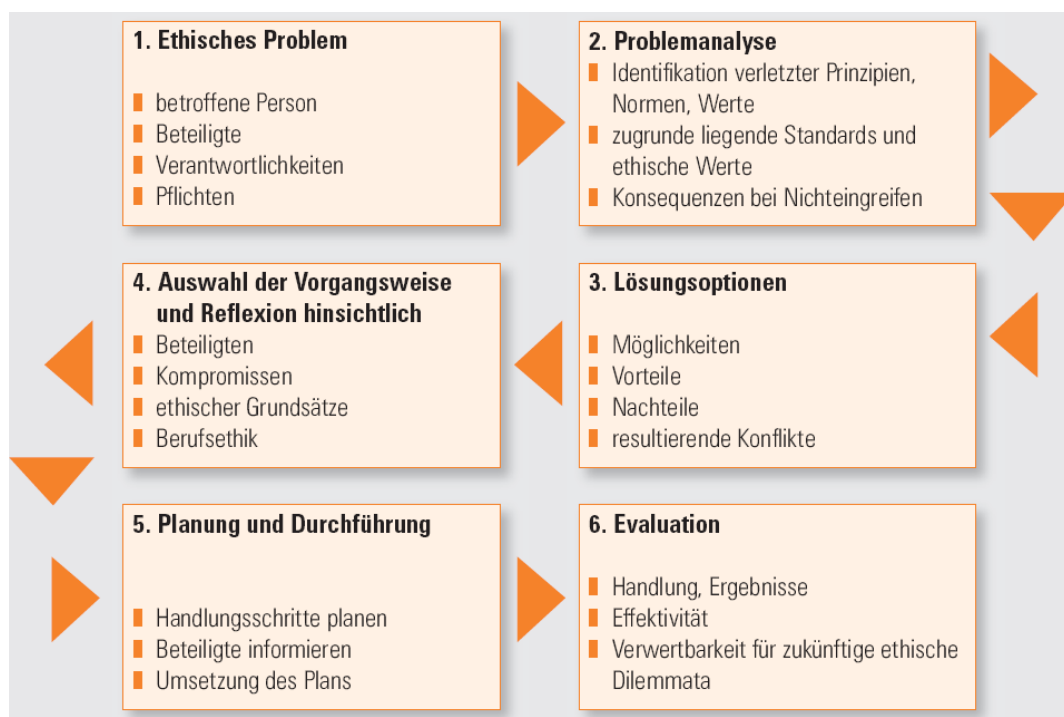 1. Ethisches Problem
betroffene Person
Beteiligte
Verantwortlichkeiten
Pflichten
2. Problemanalyse
Identifikation verletzter Prinzipien,
Normen, Werte
zugrunde liegende Standards und
ethische Werte
Konsequenzen bei Nichteingreifen
3. Lösungsoptionen
Möglichkeiten
Vorteile
Nachteile
resultierende Konflikte
4. Auswahl der Vorgangsweise
und Reflexion hinsichtlich
Beteiligten
Kompromissen
ethischer Grundsätze
Berufsethik
5. Planung und Durchführung
Handlungsschritte planen
Beteiligte informieren
Umsetzung des Plans
6. Evaluation
Handlung, Ergebnisse
Effektivität
Verwertbarkeit für zukünftige ethische
Dilemmata